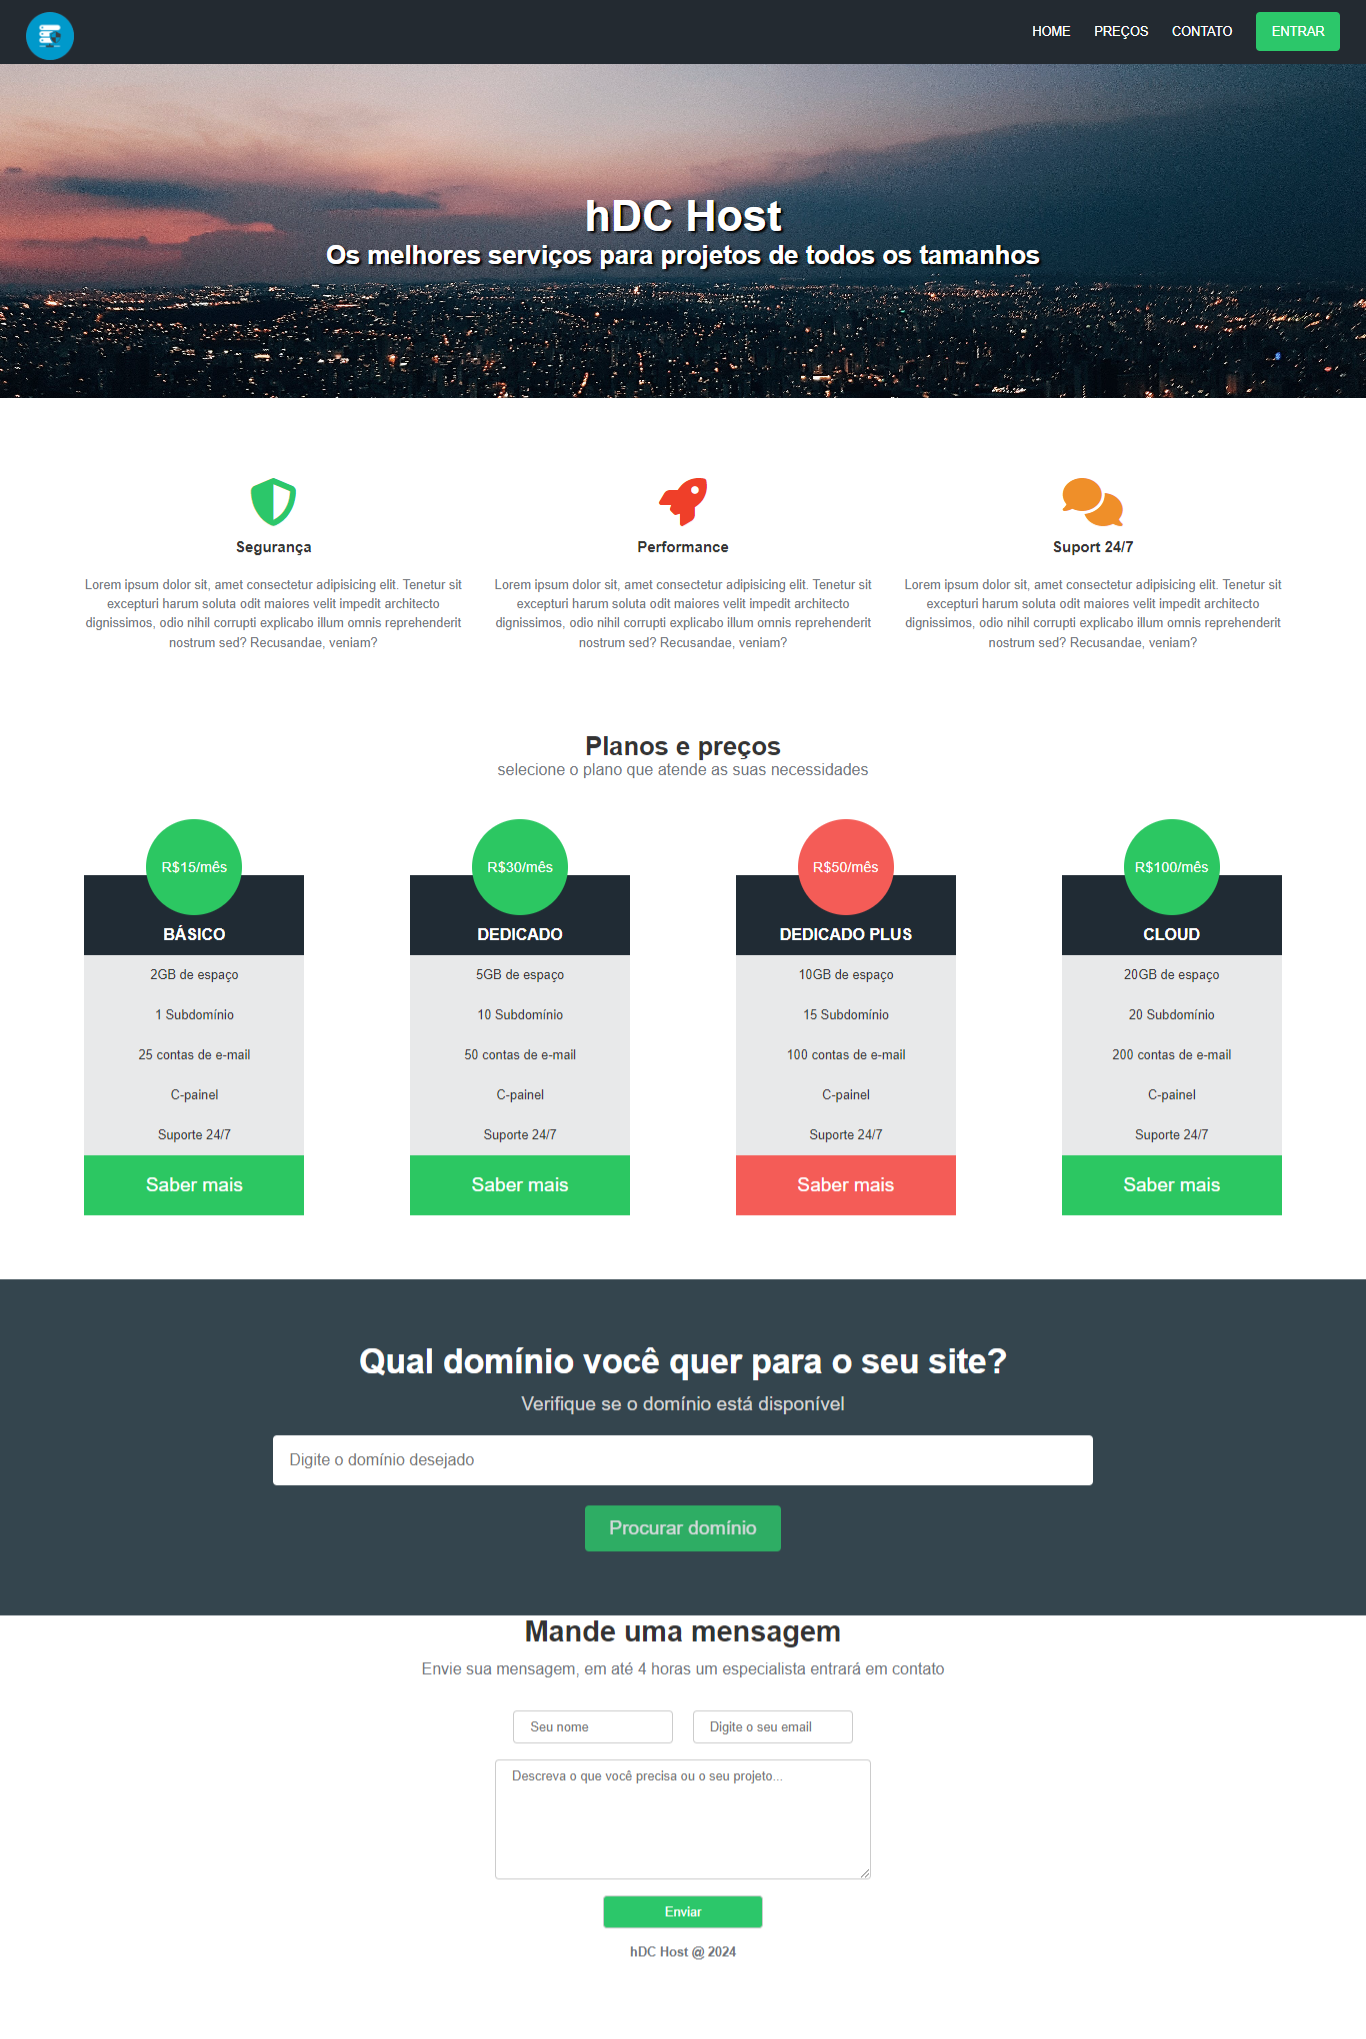 HOME PREÇOS CONTATO ENTRAR
hDC Host
Os melhores serviços para projetos de todos os tamanhos
Segurança
Lorem ipsum dolor sit, amet consectetur adipisicing elit. Tenetur sit
excepturi harum soluta odit maiores velit impedit architecto
dignissimos, odio nihil corrupti explicabo illum omnis reprehenderit
nostrum sed? Recusandae, veniam?
Performance
Lorem ipsum dolor sit, amet consectetur adipisicing elit. Tenetur sit
excepturi harum soluta odit maiores velit impedit architecto
dignissimos, odio nihil corrupti explicabo illum omnis reprehenderit
nostrum sed? Recusandae, veniam?
Suport 24/7
Lorem ipsum dolor sit, amet consectetur adipisicing elit. Tenetur sit
excepturi harum soluta odit maiores velit impedit architecto
dignissimos, odio nihil corrupti explicabo illum omnis reprehenderit
nostrum sed? Recusandae, veniam?
Planos e preços
selecione o plano que atende as suas necessidades
R$15/mês
BÁSICO
2GB de espaço
1 Subdomínio
25 contas de e-mail
C-painel
Suporte 24/7
Saber mais
R$30/mês
DEDICADO
5GB de espaço
10 Subdomínio
50 contas de e-mail
C-painel
Suporte 24/7
Saber mais
R$50/mês
DEDICADO PLUS
10GB de espaço
15 Subdomínio
100 contas de e-mail
C-painel
Suporte 24/7
Saber mais
R$100/mês
CLOUD
20GB de espaço
20 Subdomínio
200 contas de e-mail
C-painel
Suporte 24/7
Saber mais
Qual domínio você quer para o seu site?
Verifique se o domínio está disponível
Digite o domínio desejado
Procurar domínio
Mande uma mensagem
Envie sua mensagem, em até 4 horas um especialista entrará em contato
Seu nome
Digite o seu email
Descreva o que você precisa ou o seu projeto...
Enviar
hDC Host @ 2024